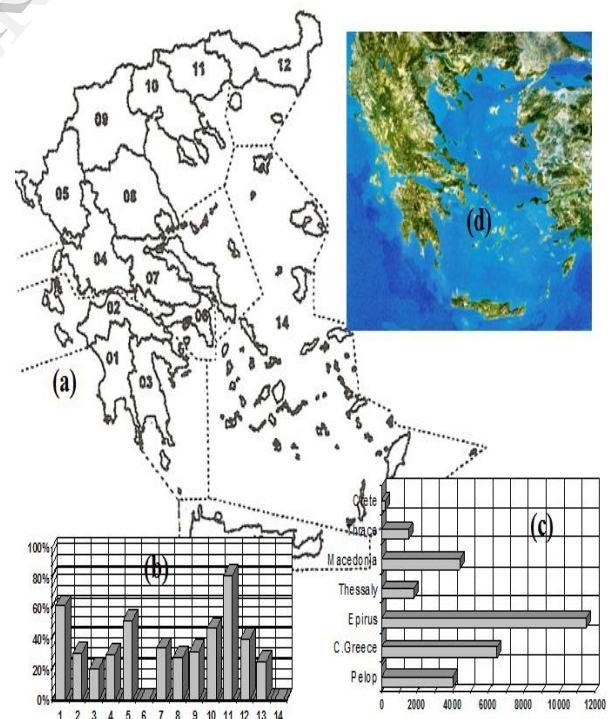 11
12
10
09
05
08
04
07
02
06
14
01
03
(a)
(d)
(b)
100%
80%
60%
40%
20%
0%
1 2 3 4 5 6 7 8 9 10 11 12 13 14
(c)
Crete
Thrace
Macedonia
Thessaly
Epirus
C.Greece
Pelop
0 2000 4000 6000 8000 10000 12000